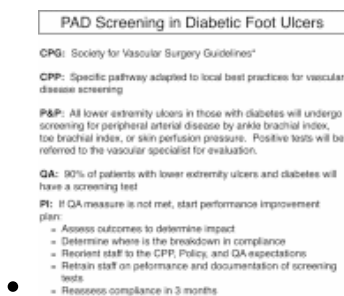 PAD Screening in Diabetic Foot Ulcers
CPG: Society for Vascular Surgery Guidelines*
CPP: Specific pathway adapted to local best practices for vascular
disease screening
P&P: All lower extremity ulcers in those with diabetes will undergo
screening for peripheral arterial disease by ankle brachial index,
toe brachial index, or skin perfusion pressure. Positive tests will be
referred to the vascular specialist for evaluation.
QA: 90% of patients with lower extremity ulcers and diabetes will
have a screening test
PI: If QA measure is not met, start performance improvement
plan:
- Assess outcomes to determine impact
- Determine where is the breakdown in compliance
- Reorient staff to the CPP, Policy, and QA expectations
- Retrain staff on peformance and documentation of screening
tests
- Reassess compliance in 3 months